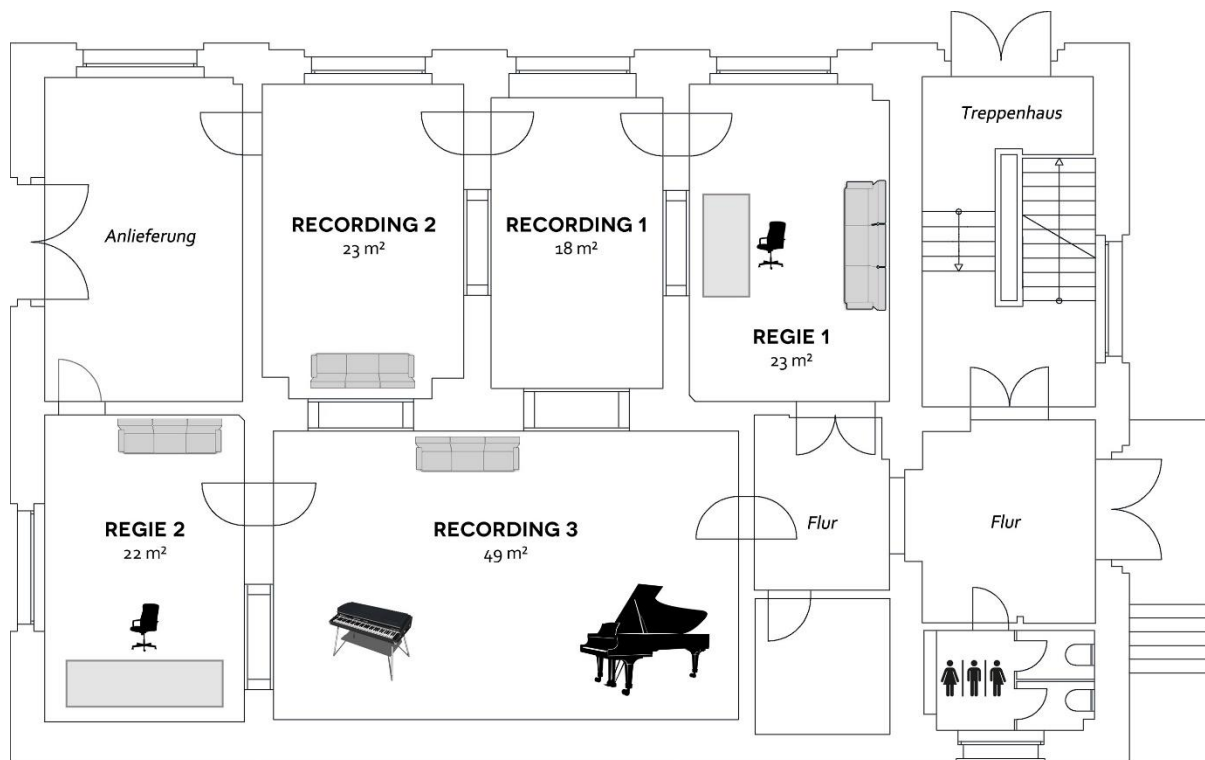 Treppenhaus
Anlieferung
RECORDING 2
23 m²
RECORDING 1
18 m²
REGIE 1
23 m²
REGIE 2
22 m²
RECORDING 3
49 m²
Flur
Flur